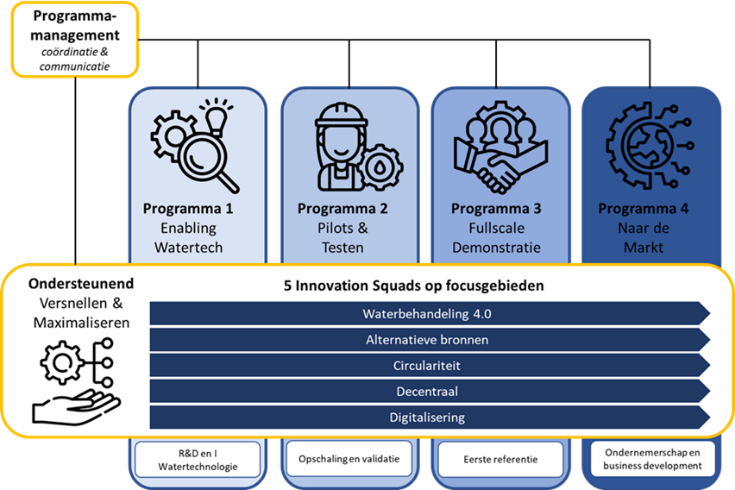 Programma-
management
coördinatie &
communicatie
Programma 1
Enabling
Watertech
Programma 2
Pilots &
Testen
Programma 3
Fullscale
Demonstratie
Programma 4
Naar de
Markt
Ondersteunend
Versnellen &
Maximaliseren
5 Innovation Squads op focusgebieden
Waterbehandeling 4.0
Alternatieve bronnen
Circulariteit
Decentraal
Digitalisering
R&D en I
Watertechnologie
Opschaling en validatie
Eerste referentie
Ondernemerschap en
business development